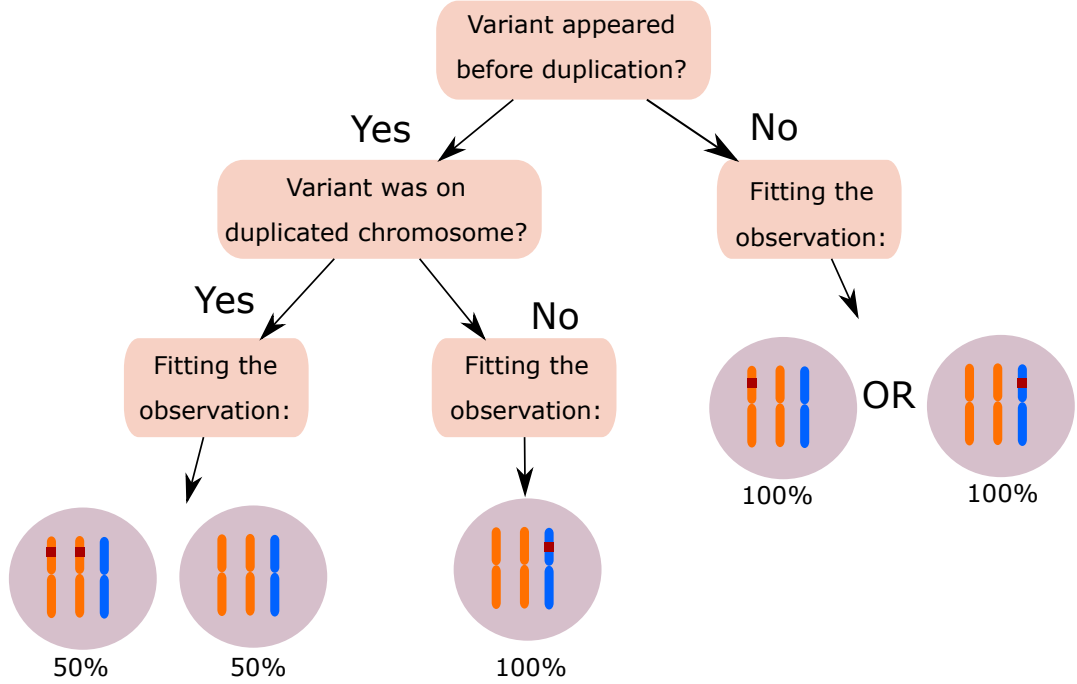 Variant appeared
before duplication?
Yes
No
Variant was on
duplicated chromosome?
Fitting the
observation:
Yes
No
Fitting the
observation:
Fitting the
observation:
OR
100%
100%
50%
50%
100%